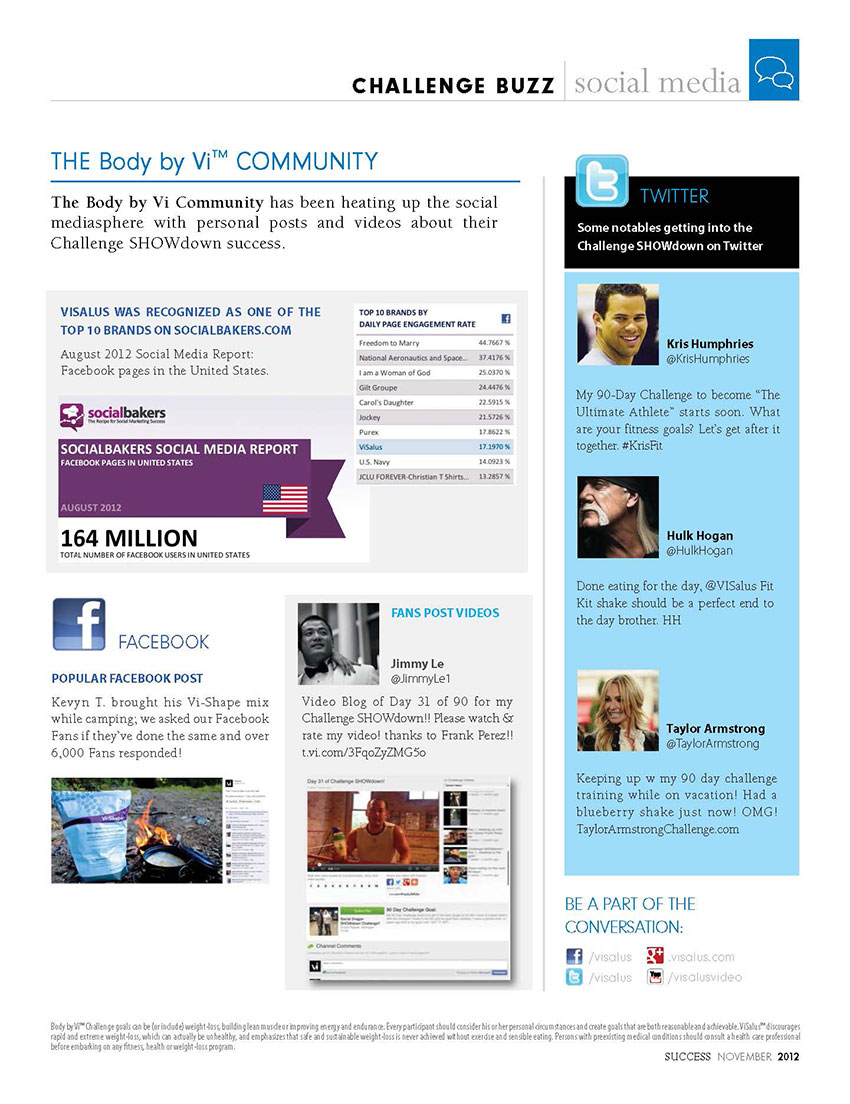 CHALLENGE BUZZ social media
THE Body by Vi™ COMMUNITY
The Body by Vi Community has been heating up the social
mediasphere with personal posts and videos about their
Challenge SHOWdown success.
VISALUS WAS RECOGNIZED AS ONE OF THE
TOP 10 BRANDS ON SOCIALBAKERS.COM
August 2012 Social Media Report:
Facebook pages in the United States.
socialbakers
The Recipe for Social Marketing Success
SOCIALBAKERS SOCIAL MEDIA REPORT
FACEBOOK PAGES IN UNITED STATES
AUGUST 2012
164 MILLION
TOTAL NUMBER OF FACEBOOK USERS IN UNITED STATES
TOP 10 BRANDS BY
DAILY PAGE ENGAGEMENT RATE
Freedom to Marry 44.7667 %
National Aeronautics and Space... 37.4176 %
I am a Woman of God 25.0370 %
Gilt Groupe 24.4476 %
Carol's Daughter 22.5915 %
Jockey 21.5726 %
Purex 17.8622 %
ViSalus 17.1970 %
U.S. Navy 14.0923 %
JCLU FOREVER-Christian T Shirts... 13.2857 %
FACEBOOK
POPULAR FACEBOOK POST
Kevyn T. brought his Vi-Shape mix
while camping; we asked our Facebook
Fans if they've done the same and over
6,000 Fans responded!
Vi-Shape
FANS POST VIDEOS
Jimmy Le
@JimmyLe1
Video Blog of Day 31 of 90 for my
Challenge SHOWdown!! Please watch &
rate my video! thanks to Frank Perez!!
t.vi.com/3FqoZyZMG5o
Day 31 of Challenge SHOWdown!
90 Day Challenge Goal:
Channel Comments
TWITTER
Some notables getting into the
Challenge SHOWdown on Twitter
Kris Humphries
@KrisHumphries
My 90-Day Challenge to become "The
Ultimate Athlete" starts soon. What
are your fitness goals? Let's get after it
together. #KrisFit
Hulk Hogan
@HulkHogan
Done eating for the day, @VISalus Fit
Kit shake should be a perfect end to
the day brother. HH
Taylor Armstrong
@TaylorArmstrong
Keeping up w my 90 day challenge
training while on vacation! Had a
blueberry shake just now! OMG!
TaylorArmstrongChallenge.com
BE A PART OF THE
CONVERSATION:
/visalus .visalus.com
/visalus /visalusvideo
Body by Vi™ Challenge goals can be (or include) weight-loss, building lean muscle or improving energy and endurance. Every participant should consider his or her personal circumstances and create goals that are both reasonable and achievable. ViSalus™ discourages
rapid and extreme weight-loss, which can actually be unhealthy, and emphasizes that safe and sustainable weight-loss is never achieved without exercise and sensible eating. Persons with preexisting medical conditions should consult a health care professional
before embarking on any fitness, health or weight-loss program.
SUCCESS NOVEMBER 2012